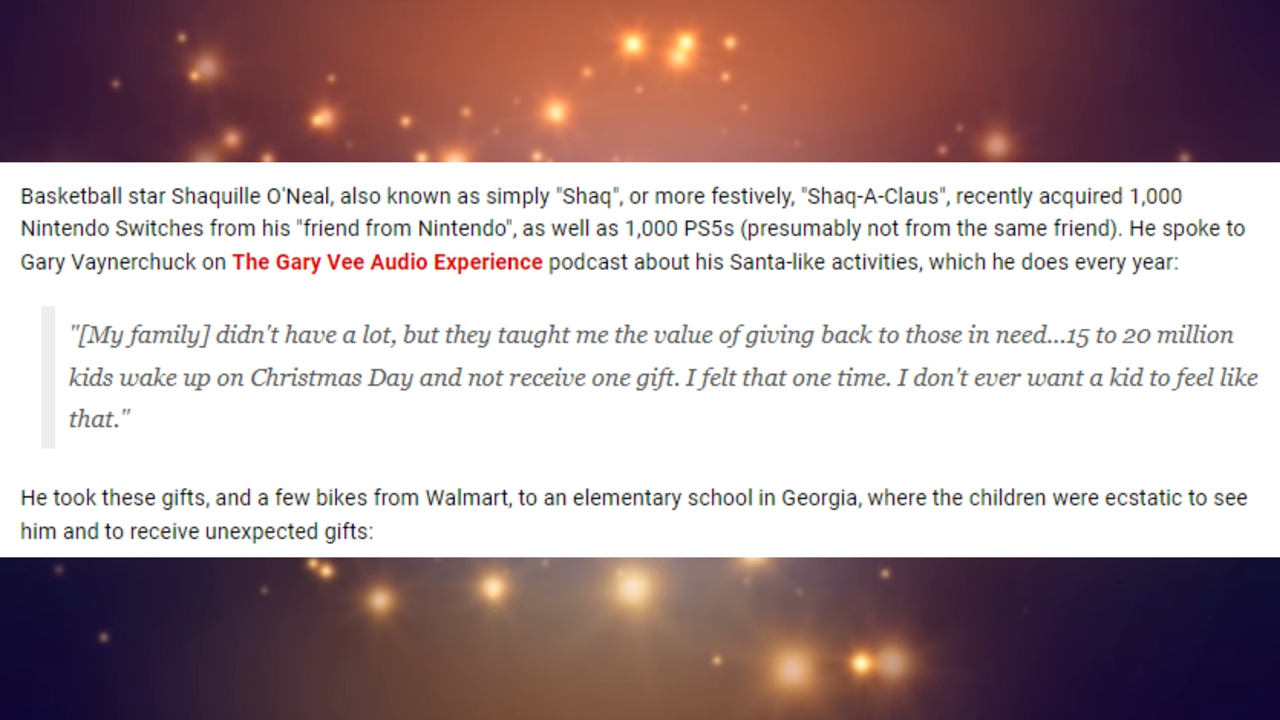 Basketball star Shaquille O'Neal, also known as simply "Shaq", or more festively, "Shaq-A-Claus", recently acquired 1,000
Nintendo Switches from his "friend from Nintendo", as well as 1,000 PS5s (presumably not from the same friend). He spoke to
Gary Vaynerchuck on The Gary Vee Audio Experience podcast about his Santa-like activities, which he does every year:
"[My family] didn't have a lot, but they taught me the value of giving back to those in need...15 to 20 million
kids wake up on Christmas Day and not receive one gift. I felt that one time. I don't ever want a kid to feel like
that."
He took these gifts, and a few bikes from Walmart, to an elementary school in Georgia, where the children were ecstatic to see
him and to receive unexpected gifts: